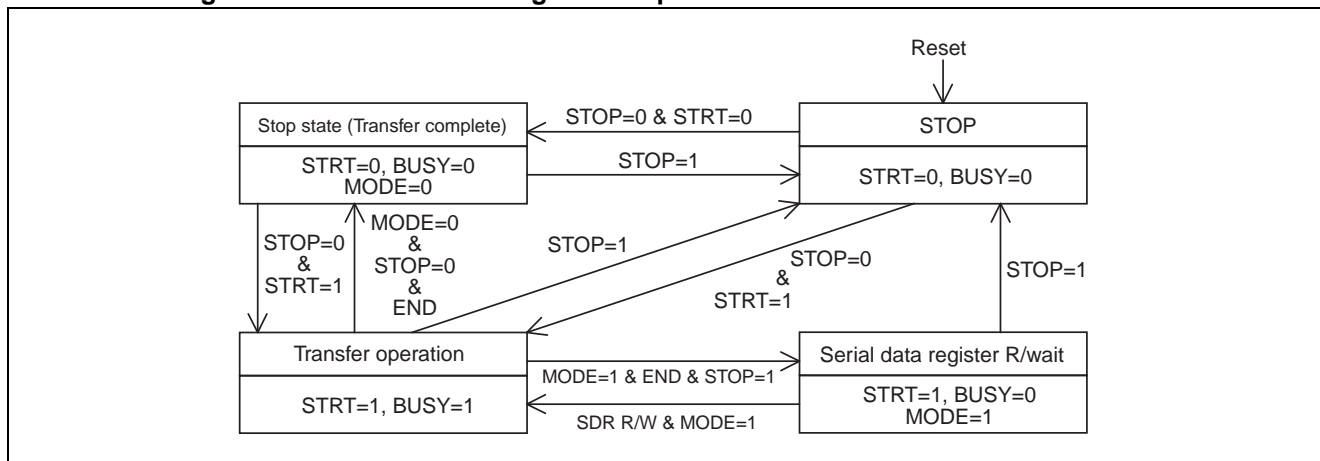 Reset
Stop state (Transfer complete)
STRT=0, BUSY=0
MODE=0
STOP=0 & STRT=0
STOP=1
STOP
STRT=0, BUSY=0
STOP=0
&
STRT=1
MODE=0
&
STOP=0
&
END
STOP=1
STOP=0
&
STRT=1
STOP=1
Transfer operation
STRT=1, BUSY=1
MODE=1 & END & STOP=1
SDR R/W & MODE=1
Serial data register R/wait
STRT=1, BUSY=0
MODE=1